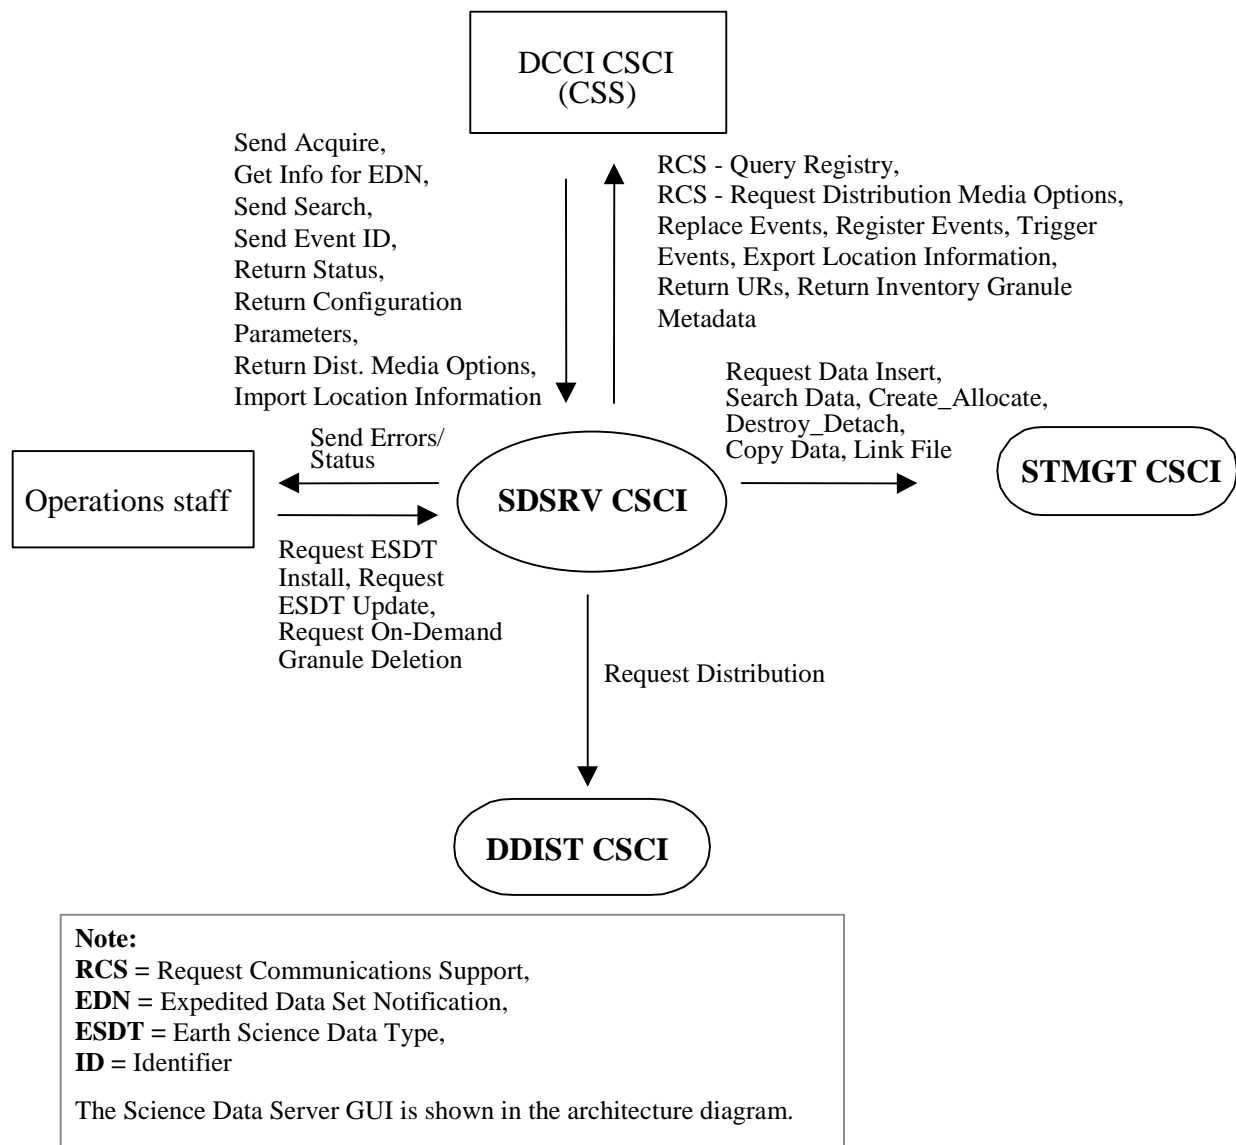 DCCI CSCI
(CSS)
Send Acquire,
Get Info for EDN,
Send Search,
Send Event ID,
Return Status,
Return Configuration
Parameters,
Return Dist. Media Options,
Import Location Information
RCS - Query Registry,
RCS - Request Distribution Media Options,
Replace Events, Register Events, Trigger
Events, Export Location Information,
Return URs, Return Inventory Granule
Metadata
Request Data Insert,
Search Data, Create_Allocate,
Destroy_Detach,
Copy Data, Link File
Send Errors/
Status
Operations staff
SDSRV CSCI
STMGT CSCI
Request ESDT
Install, Request
ESDT Update,
Request On-Demand
Granule Deletion
Request Distribution
DDIST CSCI
Note:
RCS = Request Communications Support,
EDN = Expedited Data Set Notification,
ESDT = Earth Science Data Type,
ID = Identifier
The Science Data Server GUI is shown in the architecture diagram.